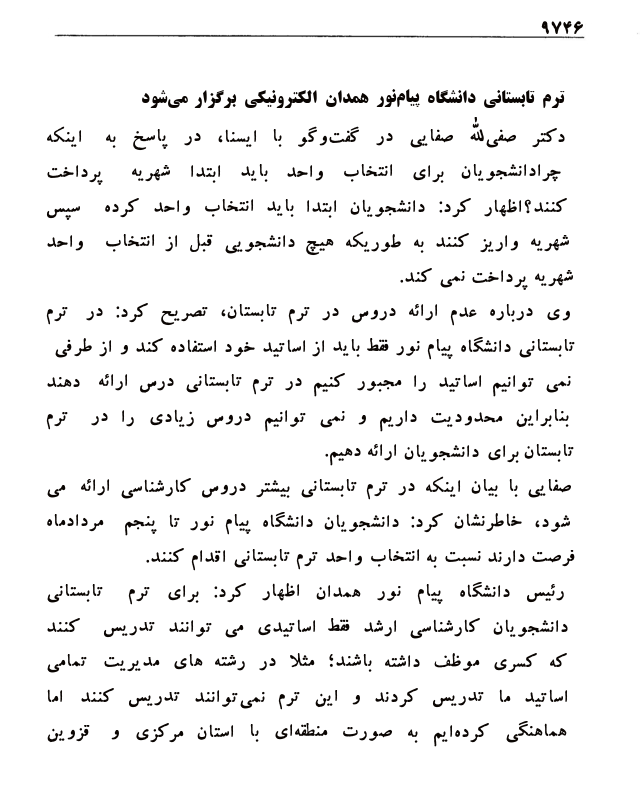 ۹۷۴۶
ترم تابستانی دانشگاه پیام‌نور همدان الکترونیکی برگزار می‌شود
دکتر صفی‌لله صفایی در گفت‌وگو با ایسنا، در پاسخ به اینکه
چرادانشجویان برای انتخاب واحد باید ابتدا شهریه پرداخت
کنند؟اظهار کرد: دانشجویان ابتدا باید انتخاب واحد کرده سپس
شهریه واریز کنند به طوریکه هیچ دانشجویی قبل از انتخاب واحد
شهریه پرداخت نمی کند.
وی درباره عدم ارائه دروس در ترم تابستان، تصریح کرد: در ترم
تابستانی دانشگاه پیام نور فقط باید از اساتید خود استفاده کند و از طرفی
نمی توانیم اساتید را مجبور کنیم در ترم تابستانی درس ارائه دهند
بنابراین محدودیت داریم و نمی توانیم دروس زیادی را در ترم
تابستان برای دانشجویان ارائه دهیم.
صفایی با بیان اینکه در ترم تابستانی بیشتر دروس کارشناسی ارائه می
شود، خاطرنشان کرد: دانشجویان دانشگاه پیام نور تا پنجم مردادماه
فرصت دارند نسبت به انتخاب واحد ترم تابستانی اقدام کنند.
رئیس دانشگاه پیام نور همدان اظهار کرد: برای ترم تابستانی
دانشجویان کارشناسی ارشد فقط اساتیدی می توانند تدریس کنند
که کسری موظف داشته باشند؛ مثلا در رشته های مدیریت تمامی
اساتید ما تدریس کردند و این ترم نمی‌توانند تدریس کنند اما
هماهنگی کرده‌ایم به صورت منطقه‌ای با استان مرکزی و قزوین